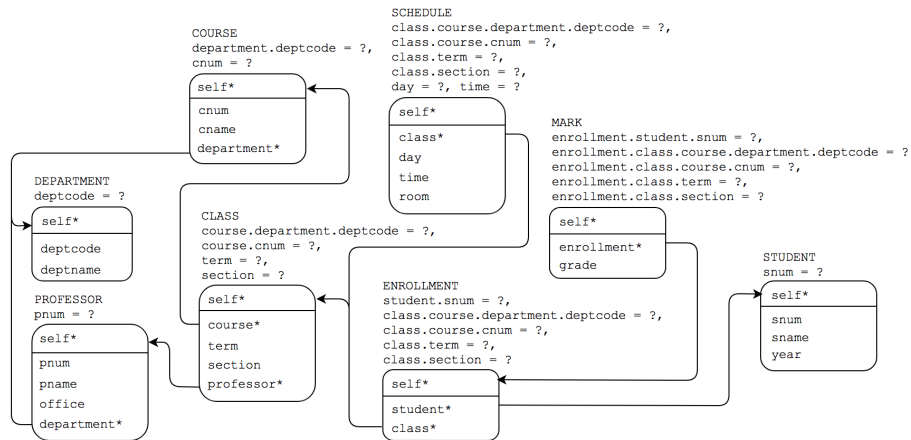 COURSE
department.deptcode = ?,
cnum = ?
self*
cnum
cname
department*
SCHEDULE
class.course.department.deptcode = ?,
class.course.cnum = ?,
class.term = ?,
class.section = ?,
day = ?, time = ?
self*
class*
day
time
room
MARK
enrollment.student.snum = ?,
enrollment.class.course.department.deptcode = ?
enrollment.class.course.cnum = ?,
enrollment.class.term = ?,
enrollment.class.section = ?
self*
enrollment*
grade
DEPARTMENT
deptcode = ?
self*
deptcode
deptname
CLASS
course.department.deptcode = ?,
course.cnum = ?,
term = ?,
section = ?
self*
course*
term
section
professor*
STUDENT
snum = ?
self*
snum
sname
year
PROFESSOR
pnum = ?
self*
pnum
pname
office
department*
ENROLLMENT
student.snum = ?,
class.course.department.deptcode = ?,
class.course.cnum = ?,
class.term = ?,
class.section = ?
self*
student*
class*